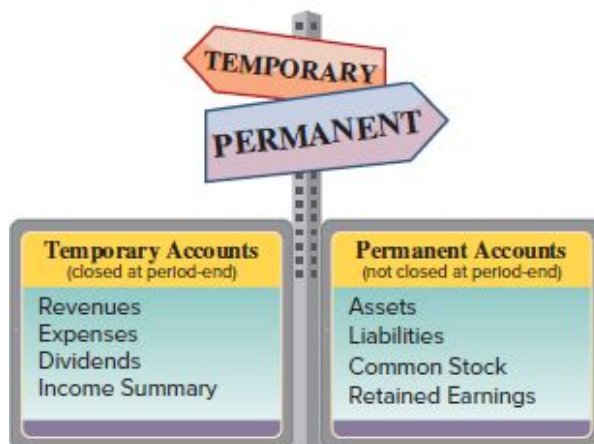 TEMPORARY
PERMANENT
Temporary Accounts
(closed at period-end)
Revenues
Expenses
Dividends
Income Summary
Permanent Accounts
(not closed at period-end)
Assets
Liabilities
Common Stock
Retained Earnings